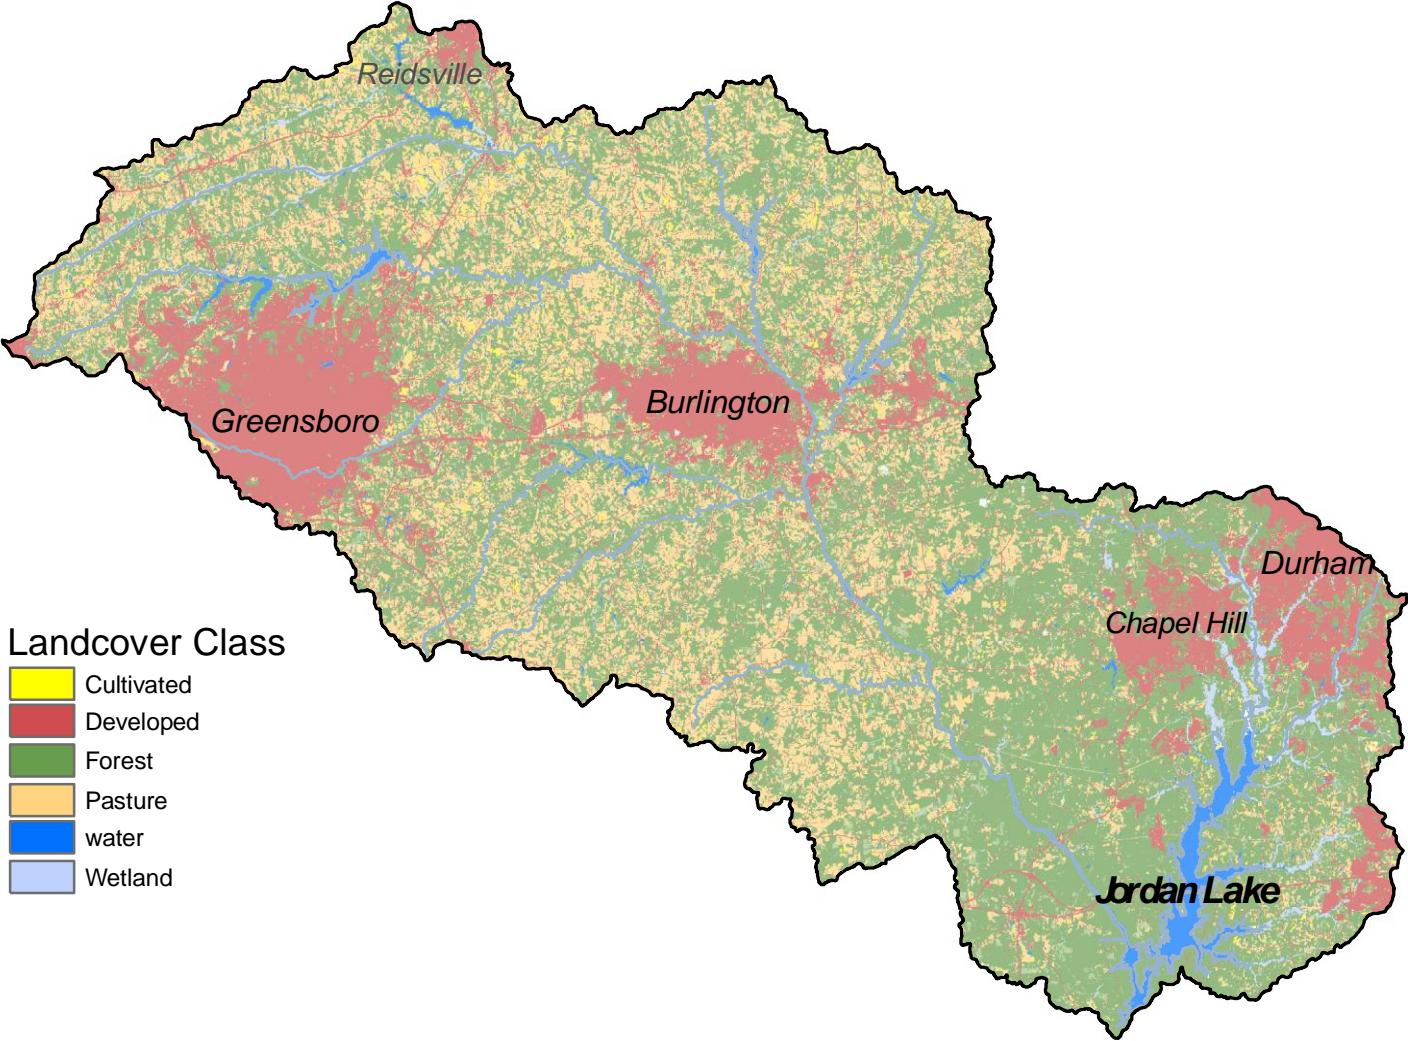 Reidsville
Greensboro
Burlington
Durham
Chapel Hill
Jordan Lake
Landcover Class
Cultivated
Developed
Forest
Pasture
water
Wetland